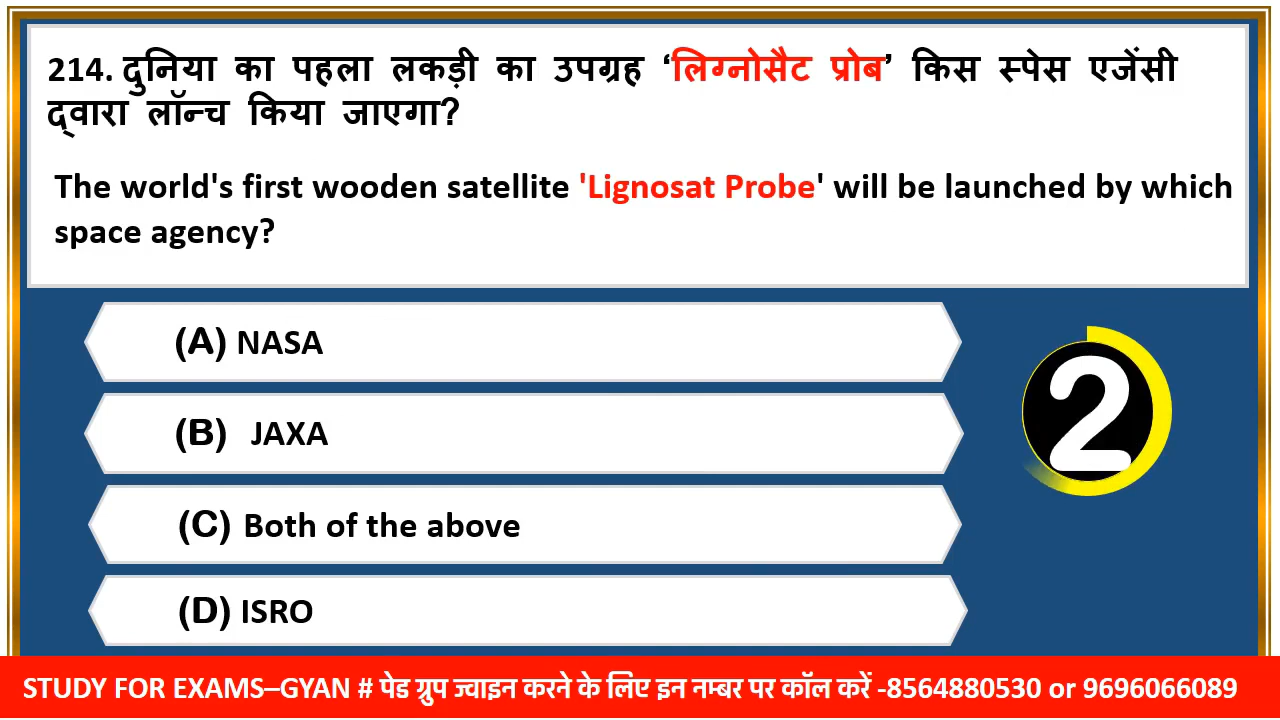 214. दुनिया का पहला लकड़ी का उपग्रह ‘लिग्नोसैट प्रोब’ किस स्पेस एजेंसी
द्वारा लॉन्च किया जाएगा?
The world's first wooden satellite 'Lignosat Probe' will be launched by which
space agency?
(A) NASA
(B) JAXA
2
(C) Both of the above
(D) ISRO
STUDY FOR EXAMS–GYAN # पेड ग्रुप ज्वाइन करने के लिए इन नम्बर पर कॉल करें -8564880530 or 9696066089